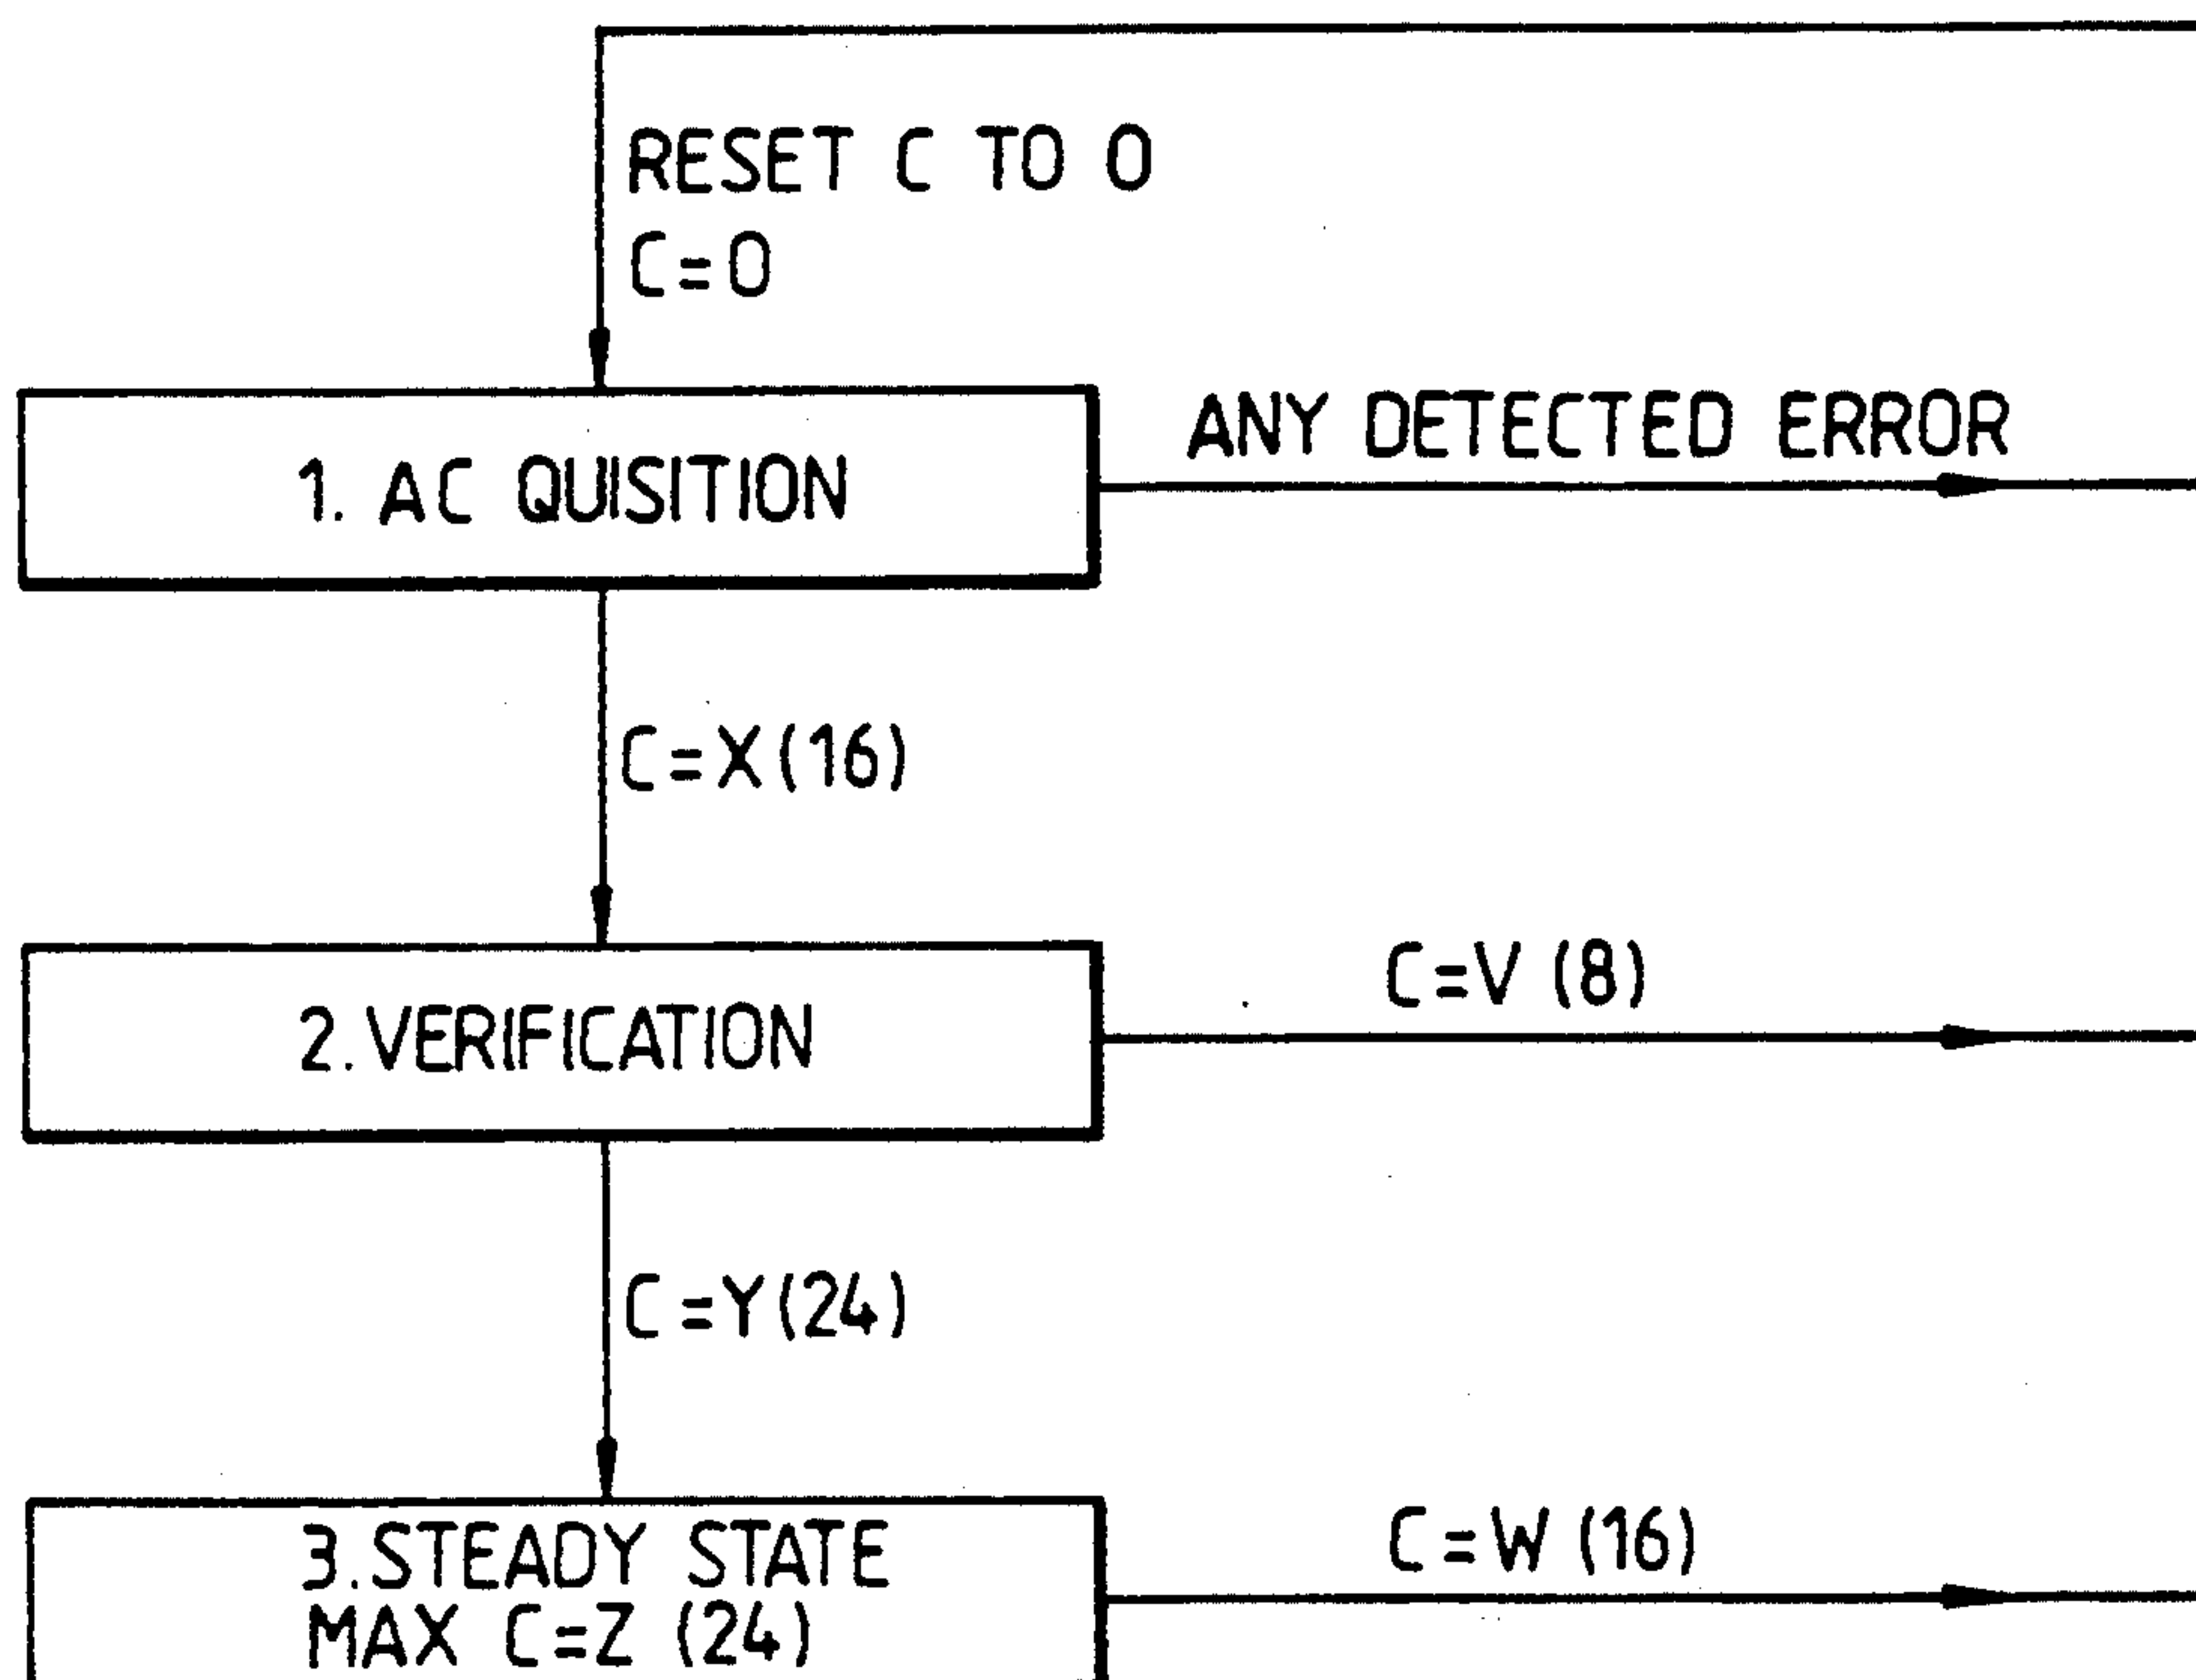 RESET C TO 0
C=0
ANY DETECTED ERROR
1. AC QUISITION
C=X(16)
C=V (8)
2. VERIFICATION
C=Y(24)
3. STEADY STATE
MAX C=Z (24)
C=W (16)